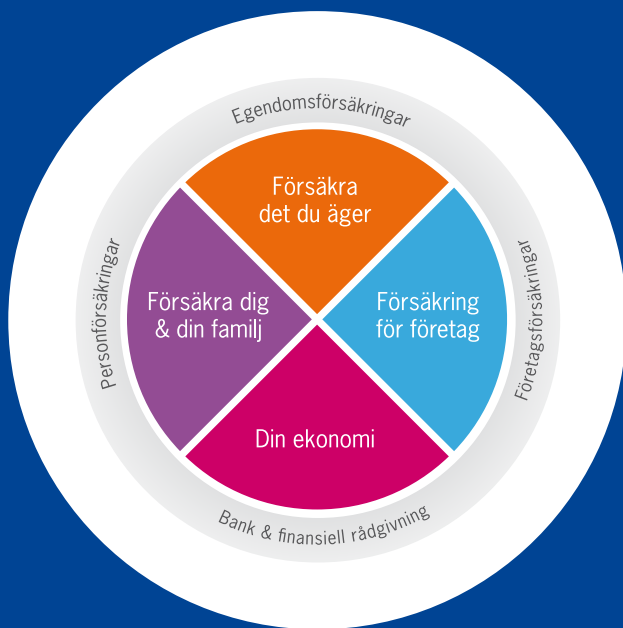 Egendomsförsäkringar
Försäkra
det du äger
Personförsäkringar
Försäkra dig
& din familj
Försäkring
för företag
Företagsförsäkringar
Din ekonomi
Bank & finansiell rådgivning